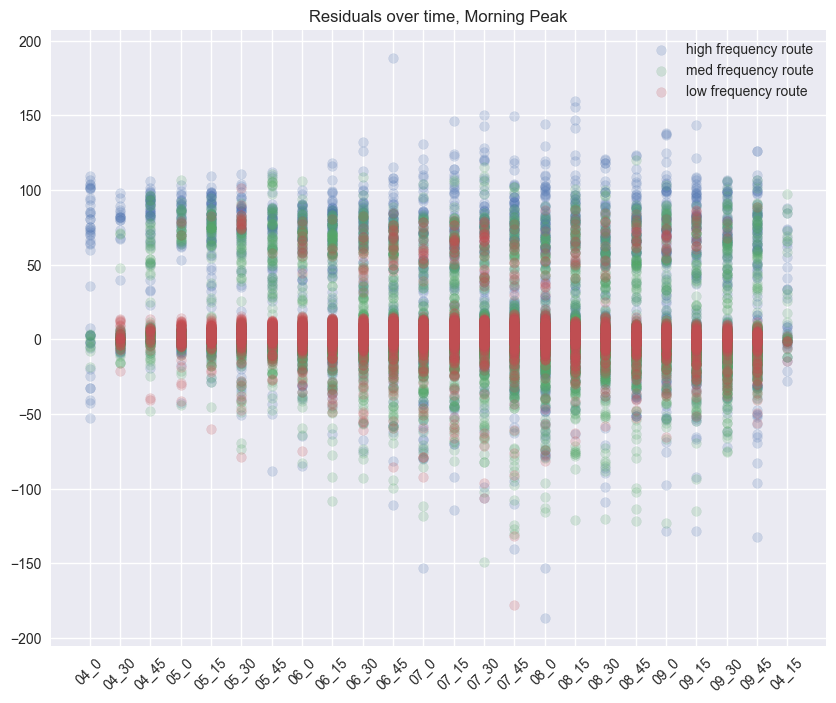 Residuals over time, Morning Peak
high frequency route
med frequency route
low frequency route
200
150
100
50
0
−50
−100
−150
−200
04_0 04_30 04_45 05_0 05_15 05_30 05_45 06_0 06_15 06_30 06_45 07_0 07_15 07_30 07_45 08_0 08_15 08_30 08_45 09_0 09_15 09_30 09_45 04_15